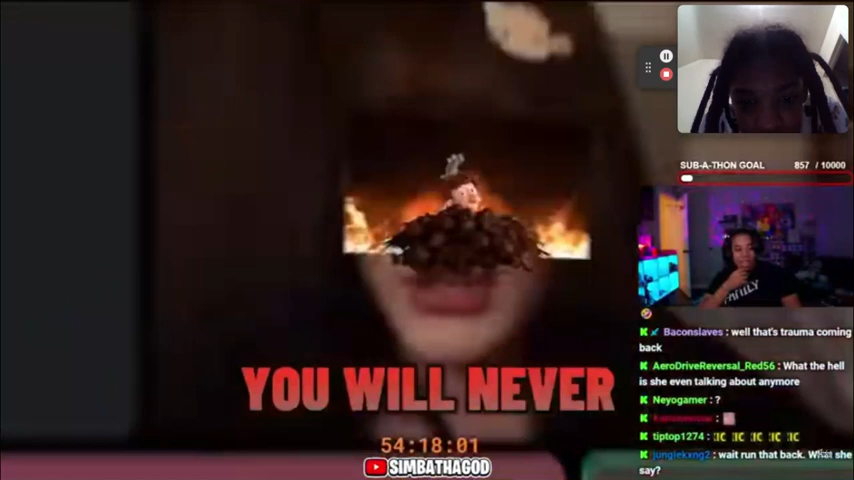 SUB-A-THON GOAL 857 / 10000
FAMILY
Baconslaves : well that's trauma coming
back
AeroDriveReversal_Red56 : What the hell
is she even talking about anymore
Neyogamer : ?
YOU WILL NEVER
tiptop1274 :
54:18:01
junglekxng2 : wait run that back. What she
say?
SIMBATHAGOD